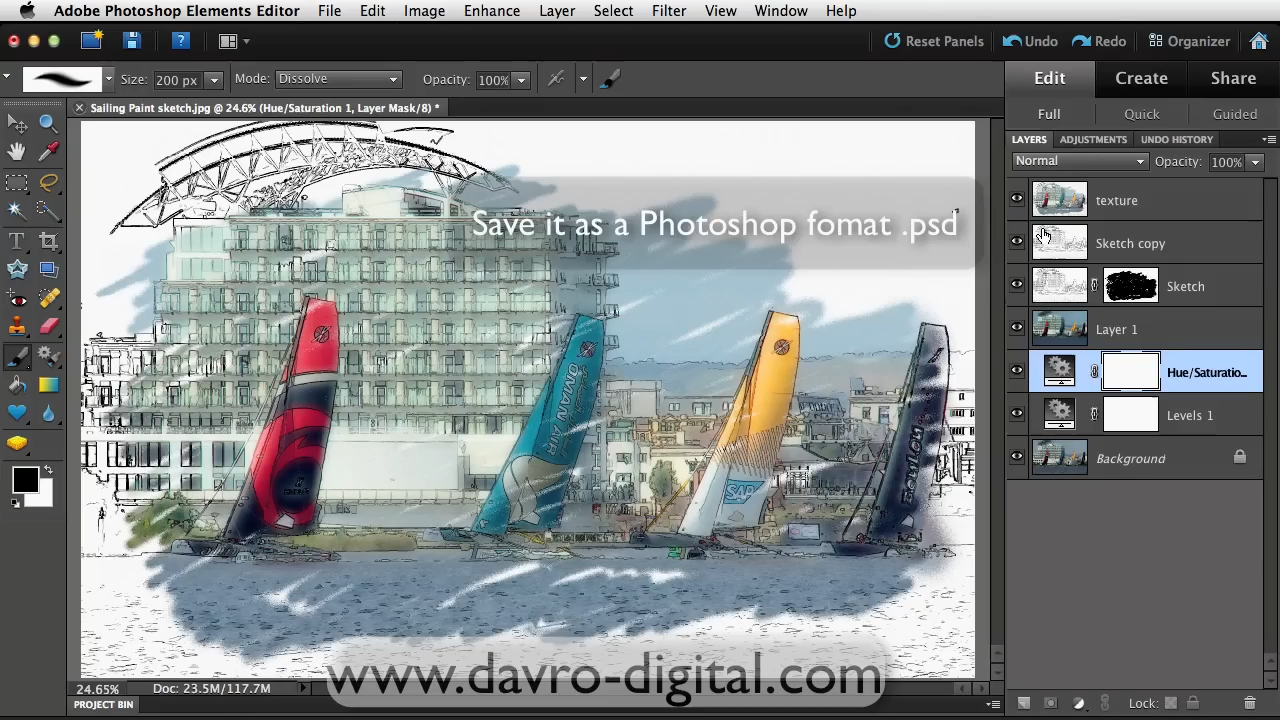 Adobe Photoshop Elements Editor File Edit Image Enhance Layer Select Filter View Window Help
Reset Panels Undo Redo Organizer
Size: 200 px Mode: Dissolve Opacity: 100%
Edit Create Share
Sailing Paint sketch.jpg @ 24.6% (Hue/Saturation 1, Layer Mask/8) *
Full Quick Guided
LAYERS ADJUSTMENTS UNDO HISTORY
Normal Opacity: 100%
texture
Save it as a Photoshop fomat .psd
Sketch copy
Sketch
Layer 1
Hue/Saturatio...
OMAN AIR
Levels 1
Background
SAP
www.davro-digital.com
24.65% Doc: 23.5M/117.7M
Lock:
PROJECT BIN